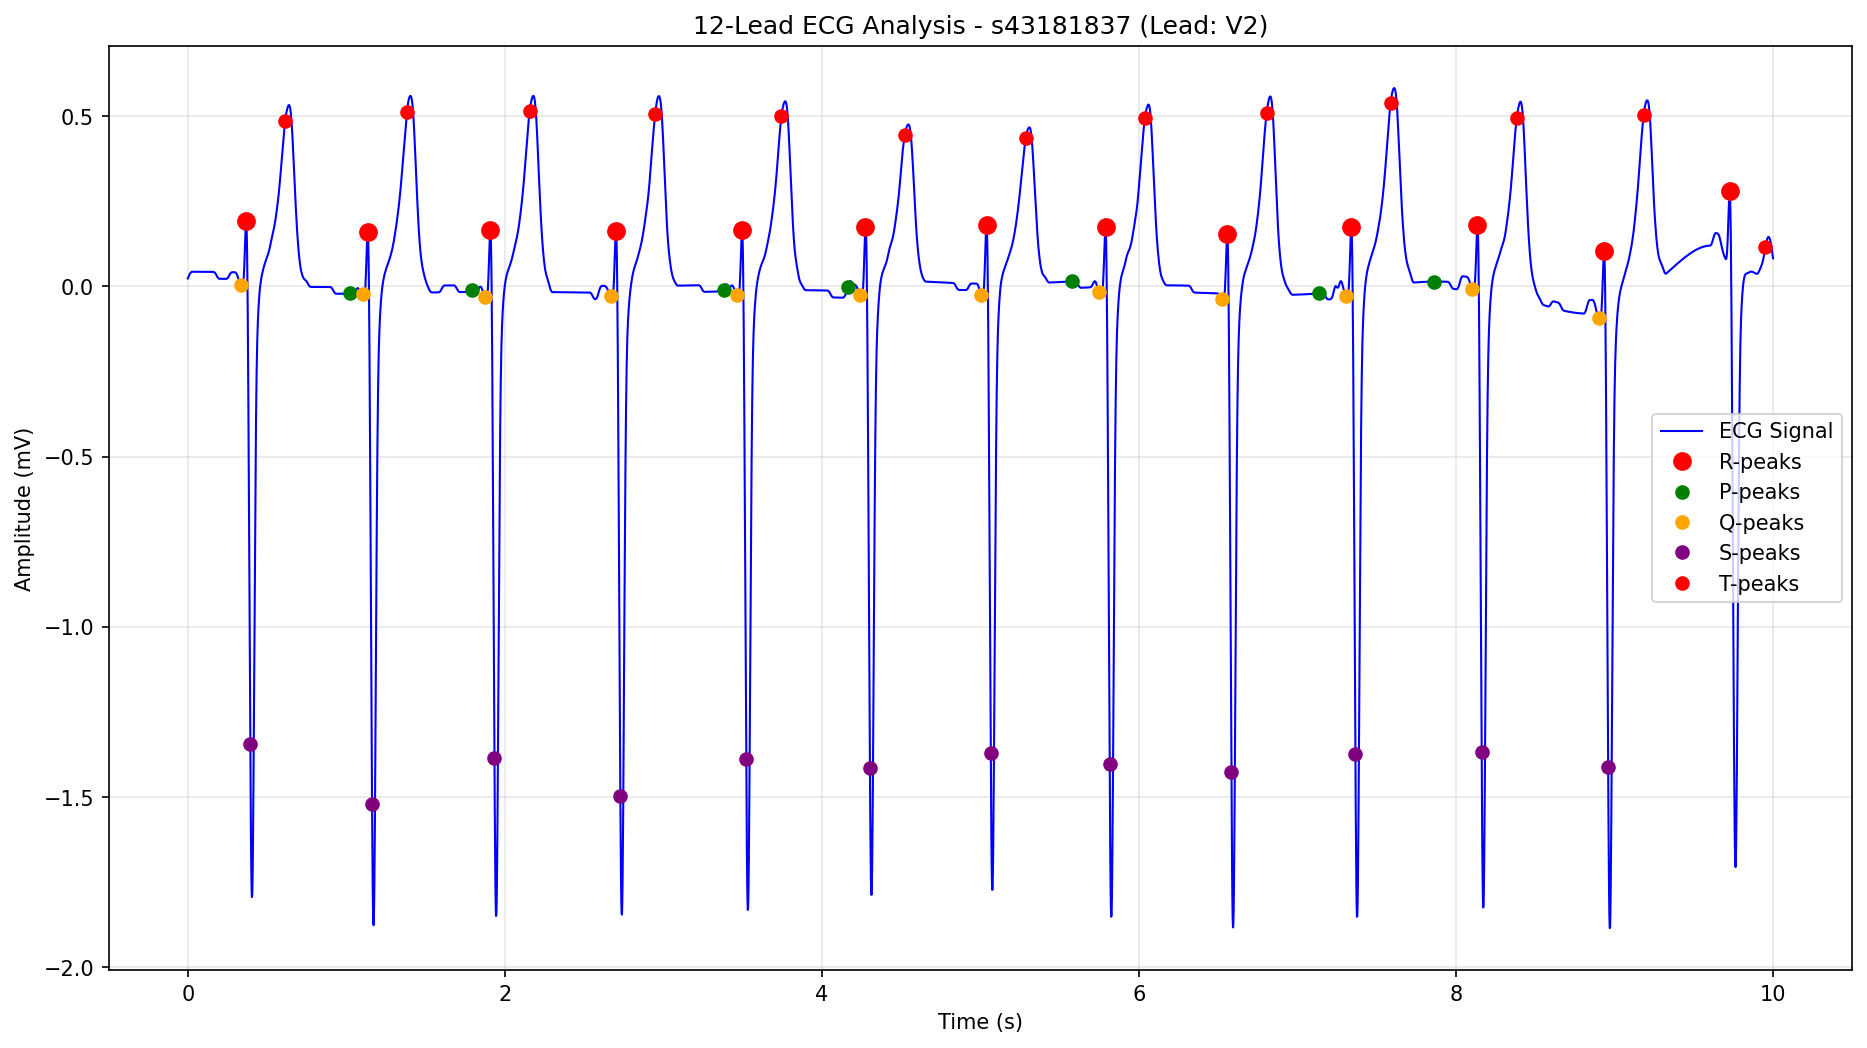 12-Lead ECG Analysis - s43181837 (Lead: V2)
Amplitude (mV)
0.5
0.0
−0.5
−1.0
−1.5
−2.0
ECG Signal
R-peaks
P-peaks
Q-peaks
S-peaks
T-peaks
0 2 4 6 8 10
Time (s)